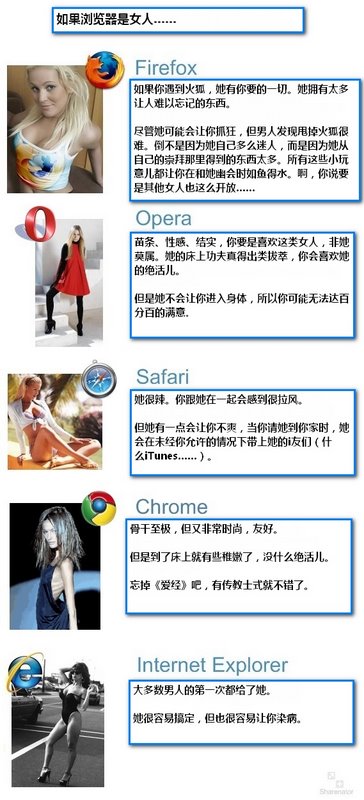 如果浏览器是女人……
Firefox
如果你遇到火狐，她有你要的一切。她拥有太多
让人难以忘记的东西。
尽管她可能会让你抓狂，但男人发现甩掉火狐很
难。倒不是因为她自己多么迷人，而是因为她从
自己的崇拜那里得到的东西太多。所有这些小玩
意儿都让你在和她幽会时如鱼得水。啊，你说要
是其他女人也这么开放……
Opera
苗条、性感、结实，你要是喜欢这类女人，非她
莫属。她的床上功夫真得出类拔萃，你会喜欢她
的绝活儿。
但是她不会让你进入身体，所以你可能无法达百
分百的满意.
Safari
她很辣。你跟她在一起会感到很拉风。
但她有一点会让你不爽，当你请她到你家时，她
会在未经你允许的情况下带上她的i友们（什
么iTunes……）。
Chrome
骨干至极，但又非常时尚，友好。
但是到了床上就有些稚嫩了，没什么绝活儿。
忘掉《爱经》吧，有传教士式就不错了。
Internet Explorer
大多数男人的第一次都给了她。
她很容易搞定，但也很容易让你染病。
Sharenator